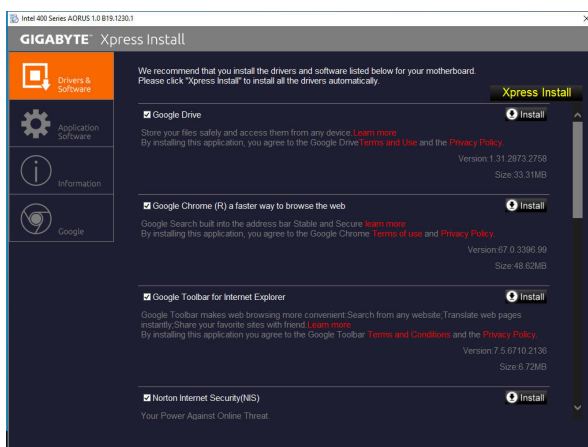 Intel 400 Series AORUS 1.0 B19.1230.1
GIGABYTE™ Xpress Install
Drivers &
Software
Application
Software
Information
Google
We recommend that you install the drivers and software listed below for your motherboard.
Please click "Xpress Install" to install all the drivers automatically.
Xpress Install
Google Drive
Install
Store your files safely and access them from any device.Learn more
By installing this application, you agree to the Google DriveTerms and Use and the Privacy Policy.
Version:1.31.2873.2758
Size:33.31MB
Google Chrome (R) a faster way to browse the web
Install
Google Search built into the address bar Stable and Secure learn more
By installing this application, you agree to the Google Chrome Terms of use and Privacy Policy.
Version:67.0.3396.99
Size:48.62MB
Google Toolbar for Internet Explorer
Install
Google Toolbar makes web browsing more convenient:Search from any website;Translate web pages
instantly;Share your favorite sites with friend.Learn more
By installing this application you agree to the Google Toolbar Terms and Conditions and the Privacy Policy.
Version:7.5.6710.2136
Size:6.72MB
Norton Internet Security(NIS)
Install
Your Power Against Online Threat.